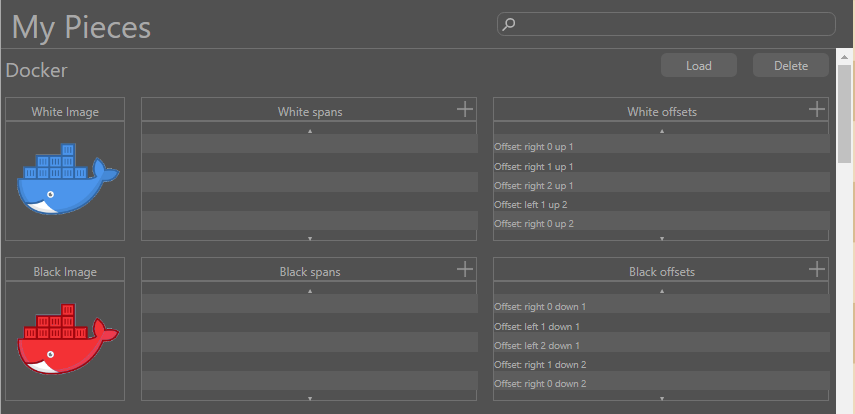 My Pieces
Docker
Load
Delete
White Image
White spans
White offsets
Offset: right 0 up 1
Offset: right 1 up 1
Offset: right 2 up 1
Offset: left 1 up 2
Offset: right 0 up 2
Black Image
Black spans
Black offsets
Offset: right 0 down 1
Offset: left 1 down 1
Offset: left 2 down 1
Offset: right 1 down 2
Offset: right 0 down 2